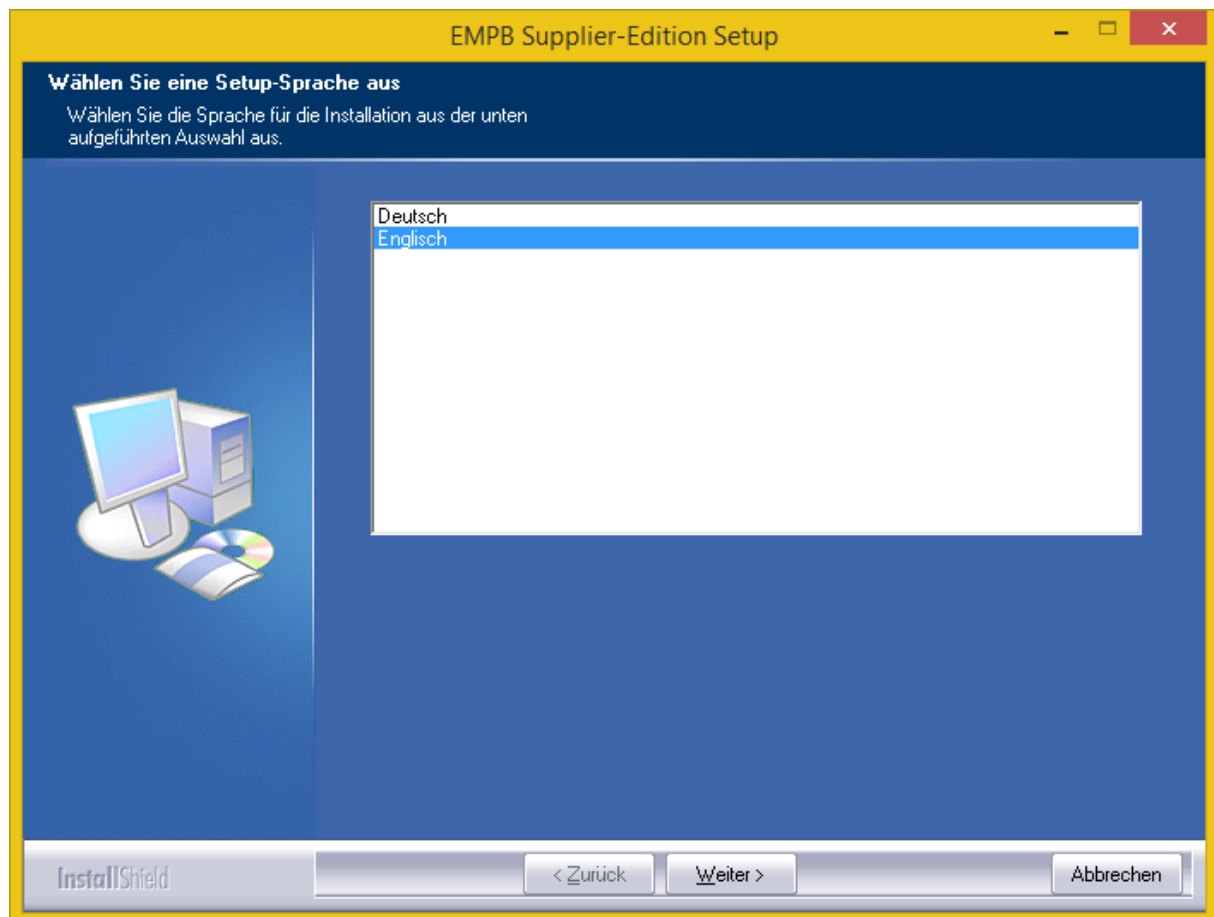 EMPB Supplier-Edition Setup
Wählen Sie eine Setup-Sprache aus
Wählen Sie die Sprache für die Installation aus der unten
aufgeführten Auswahl aus.
Deutsch
Englisch
InstallShield
< Zurück
Weiter >
Abbrechen